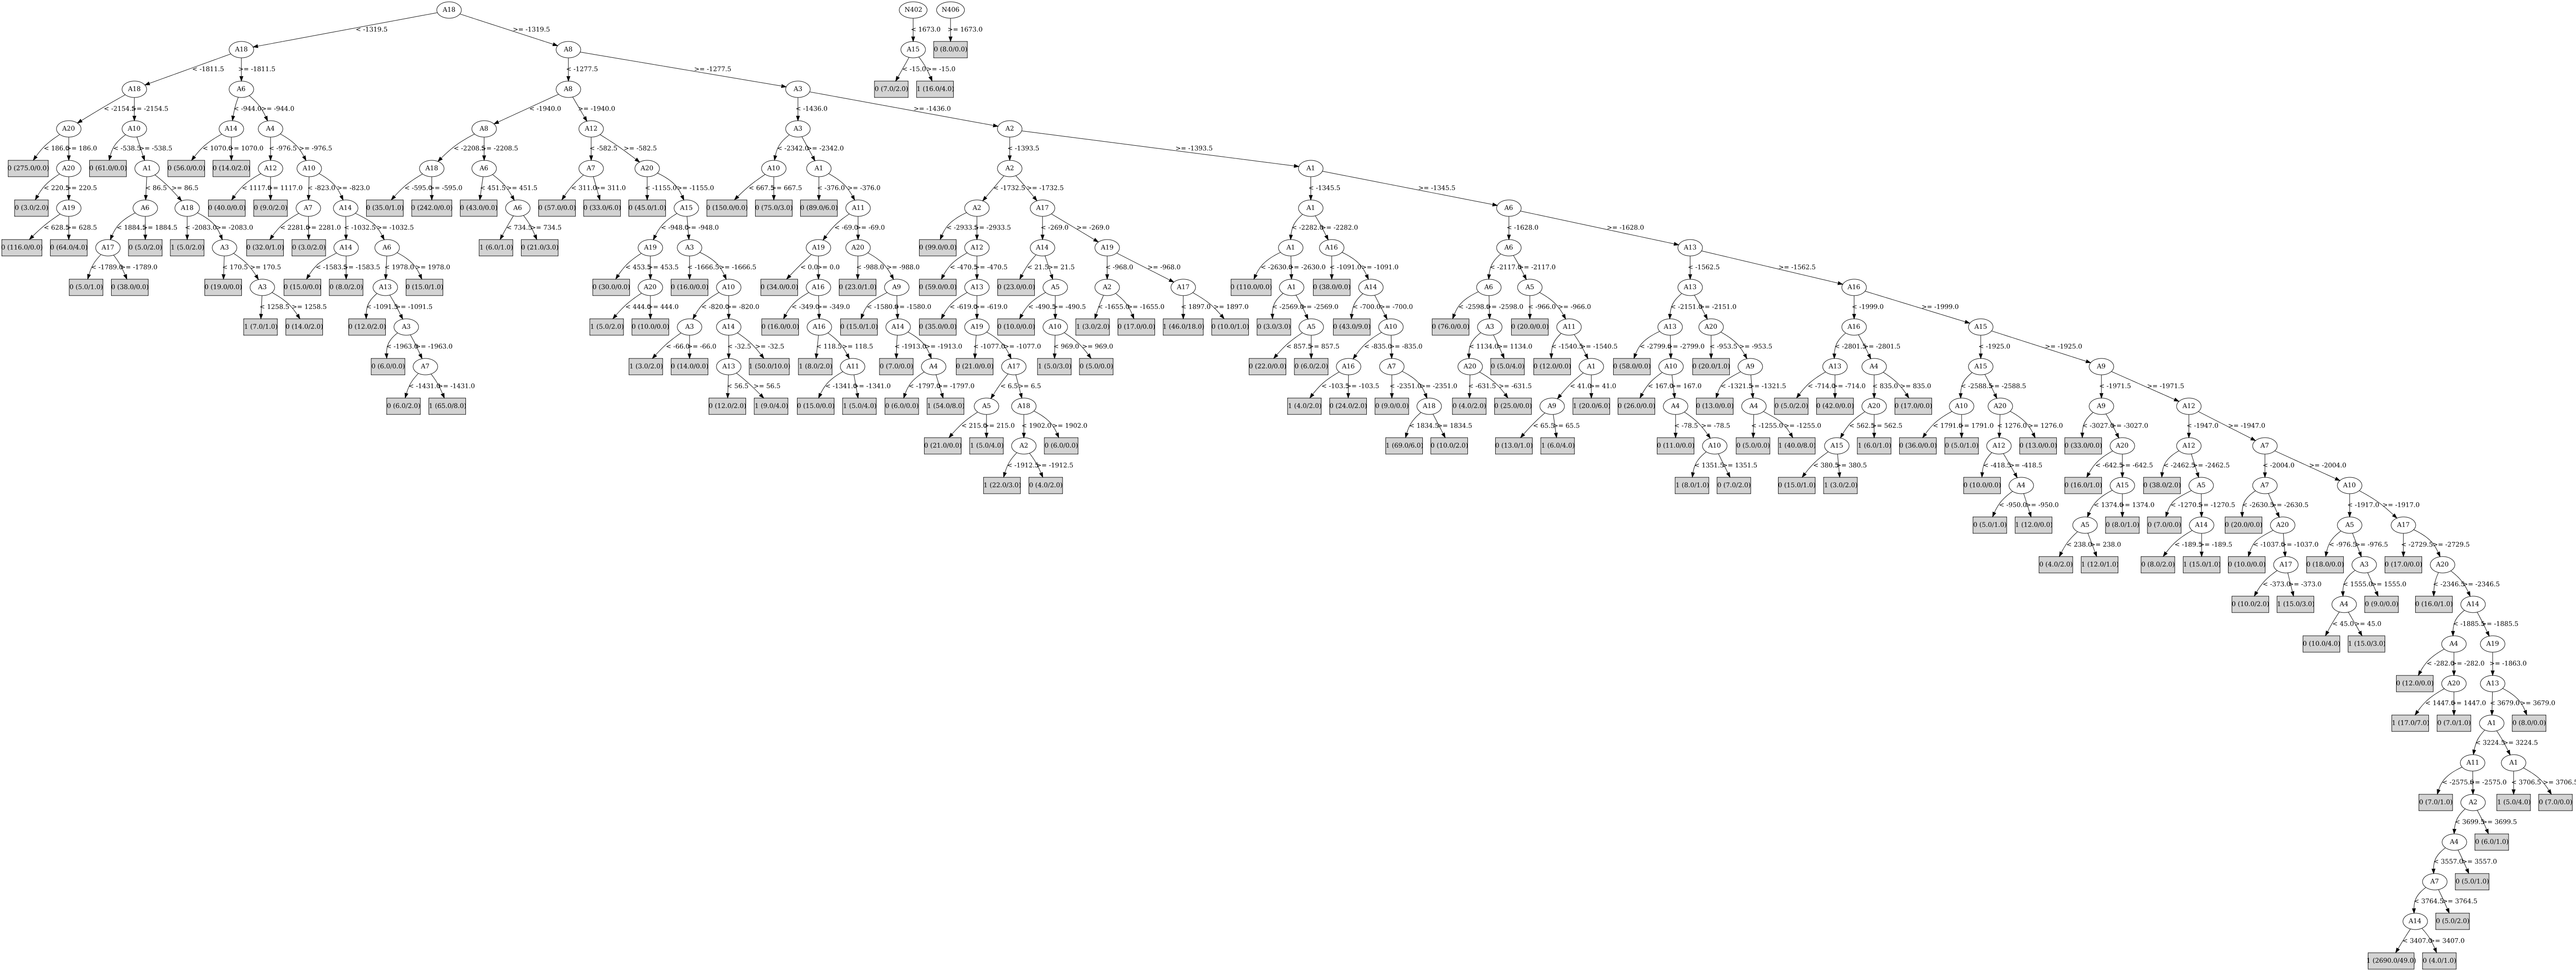 A18 N402 N406
< -1319.5 >= -1319.5 < 1673.0 >= 1673.0
A18 A8 A15 0 (8.0/0.0)
< -1811.5 >= -1811.5 < -1277.5 >= -1277.5 < -15.0 >= -15.0
A18 A6 A8 A3 0 (7.0/2.0) 1 (16.0/4.0)
< -2154.5 >= -2154.5 < -944.0 >= -944.0 < -1940.0 >= -1940.0 < -1436.0 >= -1436.0
A20 A10 A14 A4 A8 A12 A3 A2
< 186.0 >= 186.0 < -538.5 >= -538.5 < 1070.0 >= 1070.0 < -976.5 >= -976.5 < -2208.5 >= -2208.5 < -582.5 >= -582.5 < -2342.0 >= -2342.0 < -1393.5 >= -1393.5
0 (275.0/0.0) A20 0 (61.0/0.0) A1 0 (56.0/0.0) 0 (14.0/2.0) A12 A10 A18 A6 A7 A20 A10 A1 A2 A1
< 220.5 >= 220.5 < 86.5 >= 86.5 < 1117.0 >= 1117.0 < -823.0 >= -823.0 < -595.0 >= -595.0 < 451.5 >= 451.5 < 311.0 >= 311.0 < -1155.0 >= -1155.0 < 667.5 >= 667.5 < -376.0 >= -376.0 < -1732.5 >= -1732.5 < -1345.5 >= -1345.5
0 (3.0/2.0) A19 A6 A18 0 (40.0/0.0) 0 (9.0/2.0) A7 A14 0 (35.0/1.0) 0 (242.0/0.0) 0 (43.0/0.0) A6 0 (57.0/0.0) 0 (33.0/6.0) 0 (45.0/1.0) A15 0 (150.0/0.0) 0 (75.0/3.0) 0 (89.0/6.0) A11 A2 A17 A1 A6
< 628.5 >= 628.5 < 1884.5 >= 1884.5 < -2083.0 >= -2083.0 < 2281.0 >= 2281.0 < -1032.5 >= -1032.5 < 734.5 >= 734.5 < -948.0 >= -948.0 < -69.0 >= -69.0 < -2933.5 >= -2933.5 < -269.0 >= -269.0 < -2282.0 >= -2282.0 < -1628.0 >= -1628.0
0 (116.0/0.0) 0 (64.0/4.0) A17 0 (5.0/2.0) 1 (5.0/2.0) A3 0 (32.0/1.0) 0 (3.0/2.0) A14 A6 1 (6.0/1.0) 0 (21.0/3.0) A19 A3 A19 A20 0 (99.0/0.0) A12 A14 A19 A1 A16 A6 A13
< -1789.0 >= -1789.0 < 170.5 >= 170.5 < -1583.5 >= -1583.5 < 1978.0 >= 1978.0 < 453.5 >= 453.5 < -1666.5 >= -1666.5 < 0.0 >= 0.0 < -988.0 >= -988.0 < -470.5 >= -470.5 < 21.5 >= 21.5 < -968.0 >= -968.0 < -2630.0 >= -2630.0 < -1091.0 >= -1091.0 < -2117.0 >= -2117.0 < -1562.5 >= -1562.5
0 (5.0/1.0) 0 (38.0/0.0) 0 (19.0/0.0) A3 0 (15.0/0.0) 0 (8.0/2.0) A13 0 (15.0/1.0) 0 (30.0/0.0) A20 0 (16.0/0.0) A10 0 (34.0/0.0) A16 0 (23.0/1.0) A9 0 (59.0/0.0) A13 0 (23.0/0.0) A5 A2 A17 0 (110.0/0.0) A1 0 (38.0/0.0) A14 A6 A5 A13 A16
< 1258.5 >= 1258.5 < -1091.5 >= -1091.5 < 444.0 >= 444.0 < -820.0 >= -820.0 < -349.0 >= -349.0 < -1580.0 >= -1580.0 < -619.0 >= -619.0 < -490.5 >= -490.5 < -1655.0 >= -1655.0 < 1897.0 >= 1897.0 < -2569.0 >= -2569.0 < -700.0 >= -700.0 < -2598.0 >= -2598.0 < -966.0 >= -966.0 < -2151.0 >= -2151.0 < -1999.0 >= -1999.0
1 (7.0/1.0) 0 (14.0/2.0) 0 (12.0/2.0) A3 1 (5.0/2.0) 0 (10.0/0.0) A3 A14 0 (16.0/0.0) A16 0 (15.0/1.0) A14 0 (35.0/0.0) A19 0 (10.0/0.0) A10 1 (3.0/2.0) 0 (17.0/0.0) 1 (46.0/18.0) 0 (10.0/1.0) 0 (3.0/3.0) A5 0 (43.0/9.0) A10 0 (76.0/0.0) A3 0 (20.0/0.0) A11 A13 A20 A16 A15
< -1963.0 >= -1963.0 < -66.0 >= -66.0 < -32.5 >= -32.5 < 118.5 >= 118.5 < -1913.0 >= -1913.0 < -1077.0 >= -1077.0 < 969.0 >= 969.0 < 857.5 >= 857.5 < -835.0 >= -835.0 < 1134.0 >= 1134.0 < -1540.5 >= -1540.5 < -2799.0 >= -2799.0 < -953.5 >= -953.5 < -2801.5 >= -2801.5 < -1925.0 >= -1925.0
0 (6.0/0.0) A7 1 (3.0/2.0) 0 (14.0/0.0) A13 1 (50.0/10.0) 1 (8.0/2.0) A11 0 (7.0/0.0) A4 0 (21.0/0.0) A17 1 (5.0/3.0) 0 (5.0/0.0) 0 (22.0/0.0) 0 (6.0/2.0) A16 A7 A20 0 (5.0/4.0) 0 (12.0/0.0) A1 0 (58.0/0.0) A10 0 (20.0/1.0) A9 A13 A4 A15 A9
< -1431.0 >= -1431.0 < 56.5 >= 56.5 < -1341.0 >= -1341.0 < -1797.0 >= -1797.0 < 6.5 >= 6.5 < -103.5 >= -103.5 < -2351.0 >= -2351.0 < -631.5 >= -631.5 < 41.0 >= 41.0 < 167.0 >= 167.0 < -1321.5 >= -1321.5 < -714.0 >= -714.0 < 835.0 >= 835.0 < -2588.5 >= -2588.5 < -1971.5 >= -1971.5
0 (6.0/2.0) 1 (65.0/8.0) 0 (12.0/2.0) 1 (9.0/4.0) 0 (15.0/0.0) 1 (5.0/4.0) 0 (6.0/0.0) 1 (54.0/8.0) A5 A18 1 (4.0/2.0) 0 (24.0/2.0) 0 (9.0/0.0) A18 0 (4.0/2.0) 0 (25.0/0.0) A9 1 (20.0/6.0) 0 (26.0/0.0) A4 0 (13.0/0.0) A4 0 (5.0/2.0) 0 (42.0/0.0) A20 0 (17.0/0.0) A10 A20 A9 A12
< 215.0 >= 215.0 < 1902.0 >= 1902.0 < 1834.5 >= 1834.5 < 65.5 >= 65.5 < -78.5 >= -78.5 < -1255.0 >= -1255.0 < 562.5 >= 562.5 < 1791.0 >= 1791.0 < 1276.0 >= 1276.0 < -3027.0 >= -3027.0 < -1947.0 >= -1947.0
0 (21.0/0.0) 1 (5.0/4.0) A2 0 (6.0/0.0) 1 (69.0/6.0) 0 (10.0/2.0) 0 (13.0/1.0) 1 (6.0/4.0) 0 (11.0/0.0) A10 0 (5.0/0.0) 1 (40.0/8.0) A15 1 (6.0/1.0) 0 (36.0/0.0) 0 (5.0/1.0) A12 0 (13.0/0.0) 0 (33.0/0.0) A20 A12 A7
< -1912.5 >= -1912.5 < 1351.5 >= 1351.5 < 380.5 >= 380.5 < -418.5 >= -418.5 < -642.5 >= -642.5 < -2462.5 >= -2462.5 < -2004.0 >= -2004.0
1 (22.0/3.0) 0 (4.0/2.0) 1 (8.0/1.0) 0 (7.0/2.0) 0 (15.0/1.0) 1 (3.0/2.0) 0 (10.0/0.0) A4 0 (16.0/1.0) A15 0 (38.0/2.0) A5 A7 A10
< -950.0 >= -950.0 < 1374.0 >= 1374.0 < -1270.5 >= -1270.5 < -2630.5 >= -2630.5 < -1917.0 >= -1917.0
0 (5.0/1.0) 1 (12.0/0.0) A5 0 (8.0/1.0) 0 (7.0/0.0) A14 0 (20.0/0.0) A20 A5 A17
< 238.0 >= 238.0 < -189.5 >= -189.5 < -1037.0 >= -1037.0 < -976.5 >= -976.5 < -2729.5 >= -2729.5
0 (4.0/2.0) 1 (12.0/1.0) 0 (8.0/2.0) 1 (15.0/1.0) 0 (10.0/0.0) A17 0 (18.0/0.0) A3 0 (17.0/0.0) A20
< -373.0 >= -373.0 < 1555.0 >= 1555.0 < -2346.5 >= -2346.5
0 (10.0/2.0) 1 (15.0/3.0) A4 0 (9.0/0.0) 0 (16.0/1.0) A14
< 45.0 >= 45.0 < -1885.5 >= -1885.5
0 (10.0/4.0) 1 (15.0/3.0) A4 A19
< -282.0 >= -282.0 >= -1863.0
0 (12.0/0.0) A20 A13
< 1447.0 >= 1447.0 < 3679.0 >= 3679.0
1 (17.0/7.0) 0 (7.0/1.0) A1 0 (8.0/0.0)
< 3224.5 >= 3224.5
A11 A1
< -2575.0 >= -2575.0 < 3706.5 >= 3706.5
0 (7.0/1.0) A2 1 (5.0/4.0) 0 (7.0/0.0)
< 3699.5 >= 3699.5
A4 0 (6.0/1.0)
< 3557.0 >= 3557.0
A7 0 (5.0/1.0)
< 3764.5 >= 3764.5
A14 0 (5.0/2.0)
< 3407.0 >= 3407.0
1 (2690.0/49.0) 0 (4.0/1.0)